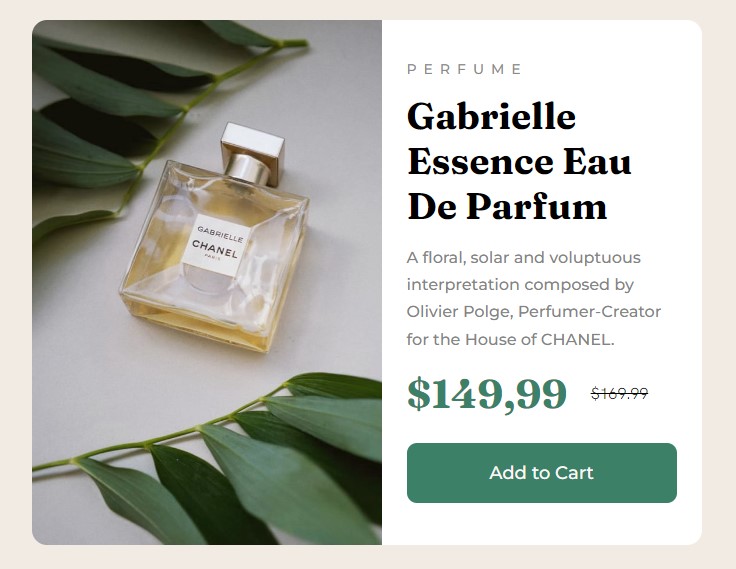 GABRIELLE
CHANEL
PARIS
PERFUME
Gabrielle
Essence Eau
De Parfum
A floral, solar and voluptuous
interpretation composed by
Olivier Polge, Perfumer-Creator
for the House of CHANEL.
$149,99 $169.99
Add to Cart